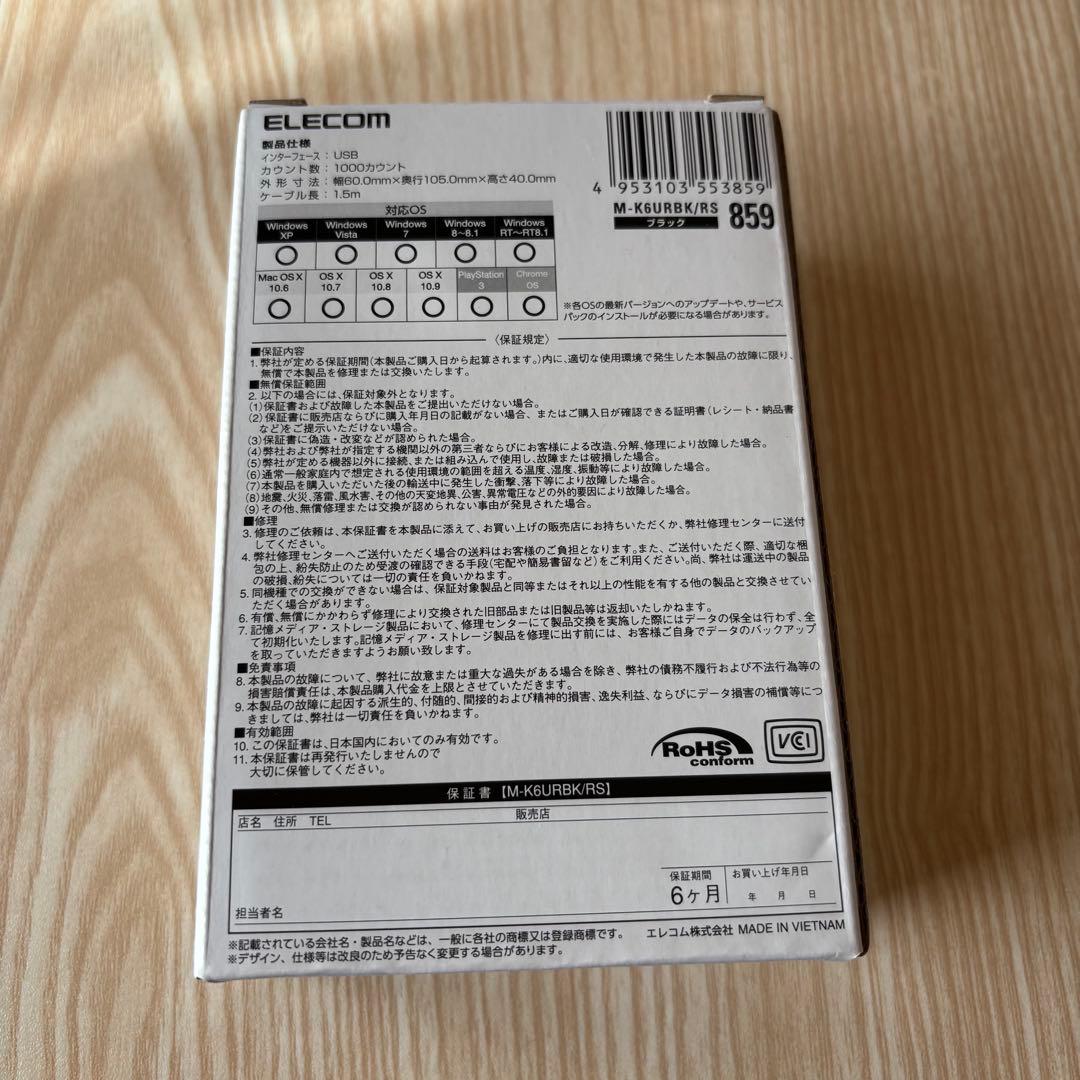 ELECOM
製品仕様
インターフェース：USB
カウント数：1000カウント
外形寸法：幅60.0mm×奥行105.0mm×高さ40.0mm
ケーブル長：1.5m
4 953103 553859
M-K6URBK/RS
ブラック
859
対応OS
Windows XP Windows Vista Windows 7 Windows 8~8.1 Windows RT~RT8.1
○ ○ ○ ○ ○
Mac OS X 10.6 OS X 10.7 OS X 10.8 OS X 10.9 PlayStation 3 Chrome OS
○ ○ ○ ○ ○ ○
※各OSの最新バージョンへのアップデートや、サービス
パックのインストールが必要になる場合があります。
〈保証規定〉
■保証内容
1. 弊社が定める保証期間(本製品ご購入日から起算されます。)内に、適切な使用環境で発生した本製品の故障に限り、
無償で本製品を修理または交換いたします。
■無償保証範囲
2. 以下の場合には、保証対象外となります。
(1)保証書および故障した本製品をご提出いただけない場合。
(2)保証書に販売店ならびに購入年月日の記載がない場合、またはご購入日が確認できる証明書(レシート・納品書
など)をご提示いただけない場合。
(3)保証書に偽造・改変などが認められた場合。
(4)弊社および弊社が指定する機関以外の第三者ならびにお客様による改造、分解、修理により故障した場合。
(5)弊社が定める機器以外に接続、または組み込んで使用し、故障または破損した場合。
(6)通常一般家庭内で想定される使用環境の範囲を超える温度、湿度、振動等により故障した場合。
(7)本製品を購入いただいた後の輸送中に発生した衝撃、落下等により故障した場合。
(8)地震、火災、落雷、風水害、その他の天変地異、公害、異常電圧などの外的要因により故障した場合。
(9)その他、無償修理または交換が認められない事由が発見された場合。
■修理
3. 修理のご依頼は、本保証書を本製品に添えて、お買い上げの販売店にお持ちいただくか、弊社修理センターに送付
してください。
4. 弊社修理センターへご送付いただく場合の送料はお客様のご負担となります。また、ご送付いただく際、適切な梱
包の上、紛失防止のため受渡の確認できる手段(宅配や簡易書留など)をご利用ください。尚、弊社は運送中の製品
の破損、紛失については一切の責任を負いかねます。
5. 同機種での交換ができない場合は、保証対象製品と同等またはそれ以上の性能を有する他の製品と交換させてい
ただく場合があります。
6. 有償、無償にかかわらず修理により交換された旧部品または旧製品等は返却いたしかねます。
7. 記憶メディア・ストレージ製品において、修理センターにて製品交換を実施した際にはデータの保全は行わず、全
て初期化いたします。記憶メディア・ストレージ製品を修理に出す前には、お客様ご自身でデータのバックアップ
を取っていただきますようお願い致します。
■免責事項
8. 本製品の故障について、弊社に故意または重大な過失がある場合を除き、弊社の債務不履行および不法行為等の
損害賠償責任は、本製品購入代金を上限とさせていただきます。
9. 本製品の故障に起因する派生的、付随的、間接的および精神的損害、逸失利益、ならびにデータ損害の補償等につ
きましては、弊社は一切責任を負いかねます。
■有効範囲
10. この保証書は、日本国内においてのみ有効です。
11. 本保証書は再発行いたしませんので
大切に保管してください。
RoHS
conform
VCCI
保証書【M-K6URBK/RS】
店名 住所 TEL 販売店
担当者名
保証期間
6ヶ月
お買い上げ年月日
年 月 日
※記載されている会社名・製品名などは、一般に各社の商標又は登録商標です。
エレコム株式会社 MADE IN VIETNAM
※デザイン、仕様等は改良のため予告なく変更する場合があります。